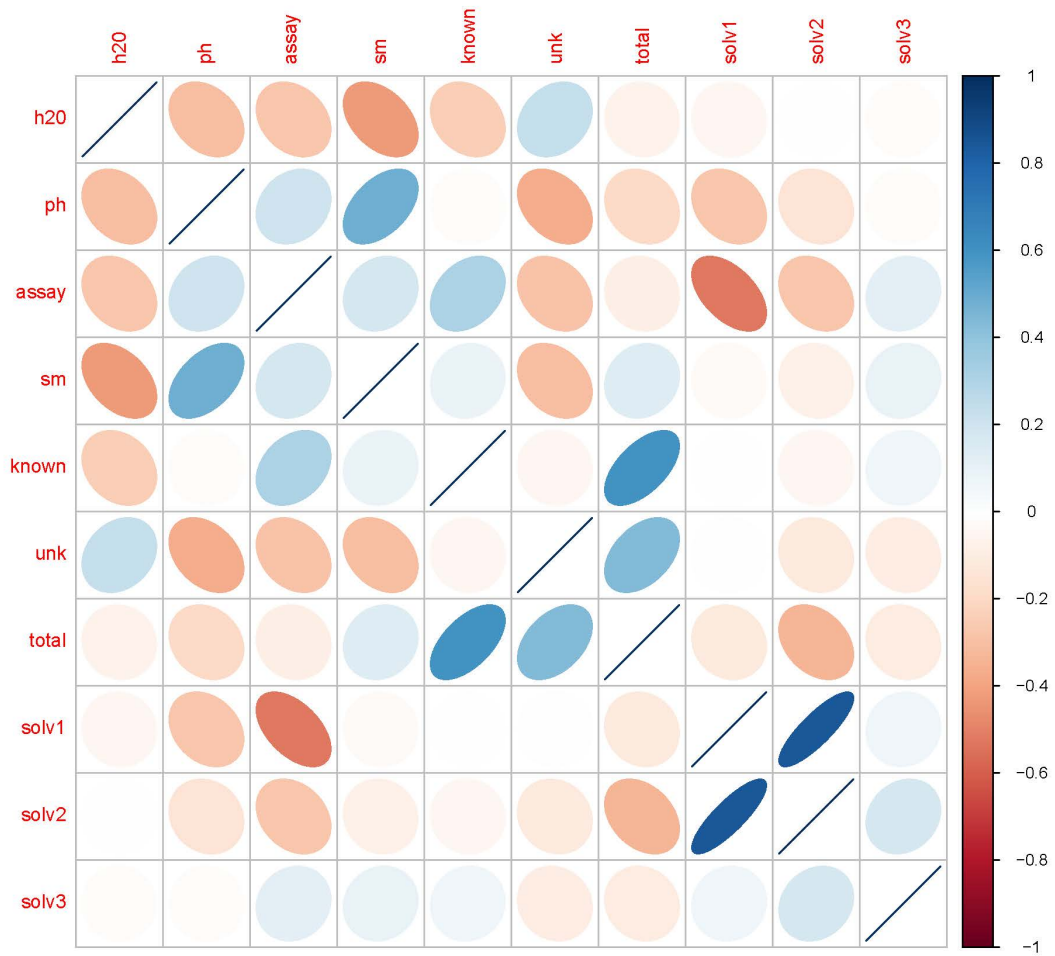 h20 ph assay sm known unk total solv1 solv2 solv3
h20
ph
assay
sm
known
unk
total
solv1
solv2
solv3
1
0.8
0.6
0.4
0.2
0
−0.2
−0.4
−0.6
−0.8
−1